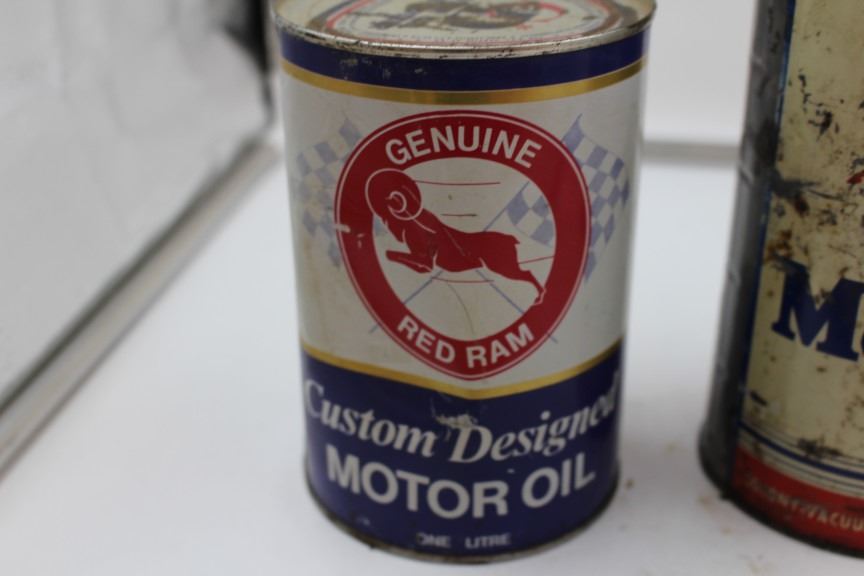 GENUINE
RED RAM
Custom Designed
MOTOR OIL
ONE LITRE